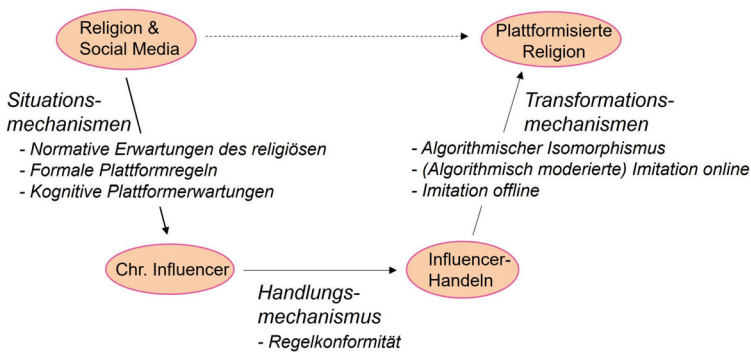 Religion &
Social Media
Plattformisierte
Religion
Situations-
mechanismen
- Normative Erwartungen des religiösen
- Formale Plattformregeln
- Kognitive Plattformerwartungen
Transformations-
mechanismen
- Algorithmischer Isomorphismus
- (Algorithmisch moderierte) Imitation online
- Imitation offline
Chr. Influencer
Influencer-
Handeln
Handlungs-
mechanismus
- Regelkonformität